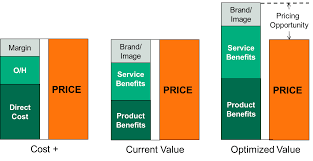 Margin
O/H
Direct
Cost
PRICE
Cost +
Brand/
Image
Service
Benefits
Product
Benefits
PRICE
Current Value
Brand/
Image
Service
Benefits
Product
Benefits
Pricing
Opportunity
PRICE
Optimized Value